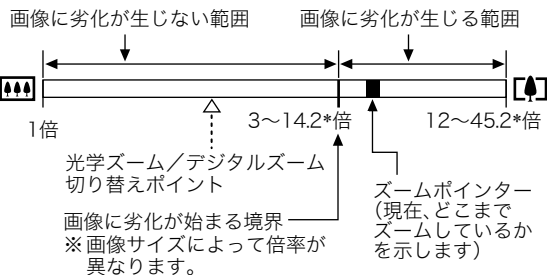 画像に劣化が生じない範囲
画像に劣化が生じる範囲
1倍
3〜14.2*倍
12〜45.2*倍
光学ズーム／デジタルズーム
切り替えポイント
画像に劣化が始まる境界
※画像サイズによって倍率が
異なります。
ズームポインター
（現在、どこまで
ズームしているか
を示します）